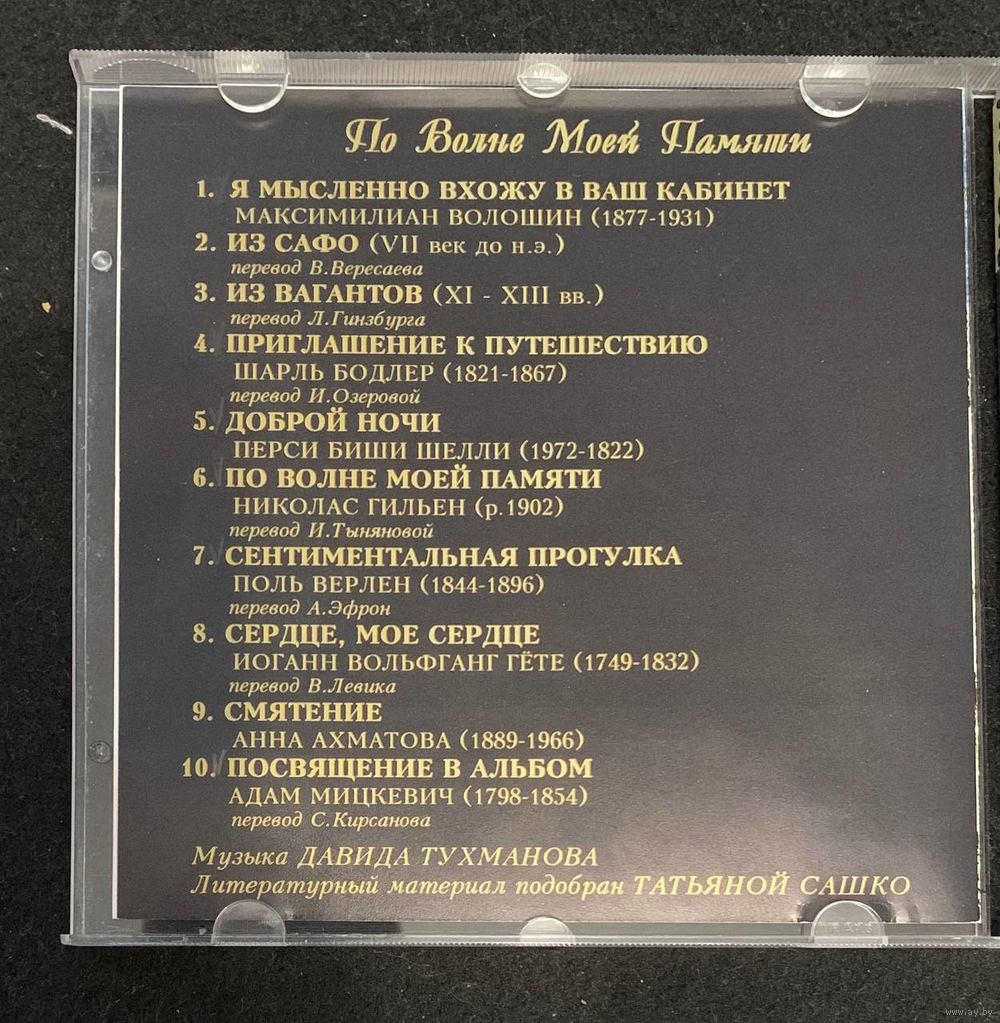 По Волне Моей Памяти
1. Я МЫСЛЕННО ВХОЖУ В ВАШ КАБИНЕТ
МАКСИМИЛИАН ВОЛОШИН (1877-1931)
2. ИЗ САФО (VII век до н.э.)
перевод В.Вересаева
3. ИЗ ВАГАНТОВ (XI - XIII вв.)
перевод Л.Гинзбурга
4. ПРИГЛАШЕНИЕ К ПУТЕШЕСТВИЮ
ШАРЛЬ БОДЛЕР (1821-1867)
перевод И.Озеровой
5. ДОБРОЙ НОЧИ
ПЕРСИ БИШИ ШЕЛЛИ (1972-1822)
6. ПО ВОЛНЕ МОЕЙ ПАМЯТИ
НИКОЛАС ГИЛЬЕН (р.1902)
перевод И.Тыняновой
7. СЕНТИМЕНТАЛЬНАЯ ПРОГУЛКА
ПОЛЬ ВЕРЛЕН (1844-1896)
перевод А.Эфрон
8. СЕРДЦЕ, МОЕ СЕРДЦЕ
ИОГАНН ВОЛЬФГАНГ ГЁТЕ (1749-1832)
перевод В.Левика
9. СМЯТЕНИЕ
АННА АХМАТОВА (1889-1966)
10. ПОСВЯЩЕНИЕ В АЛЬБОМ
АДАМ МИЦКЕВИЧ (1798-1854)
перевод С.Кирсанова
Музыка ДАВИДА ТУХМАНОВА
Литературный материал подобран ТАТЬЯНОЙ САШКО
www.ay.by